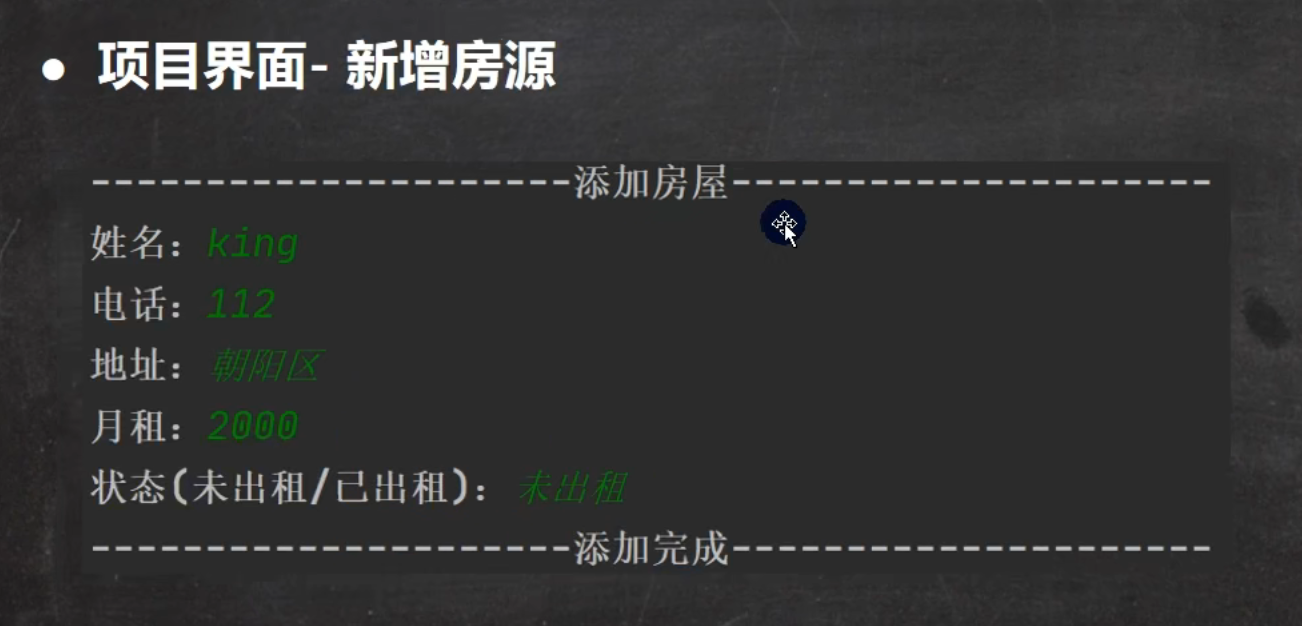 ● 项目界面- 新增房源
---------------------添加房屋---------------------
姓名：king
电话：112
地址：朝阳区
月租：2000
状态(未出租/已出租)：未出租
---------------------添加完成---------------------